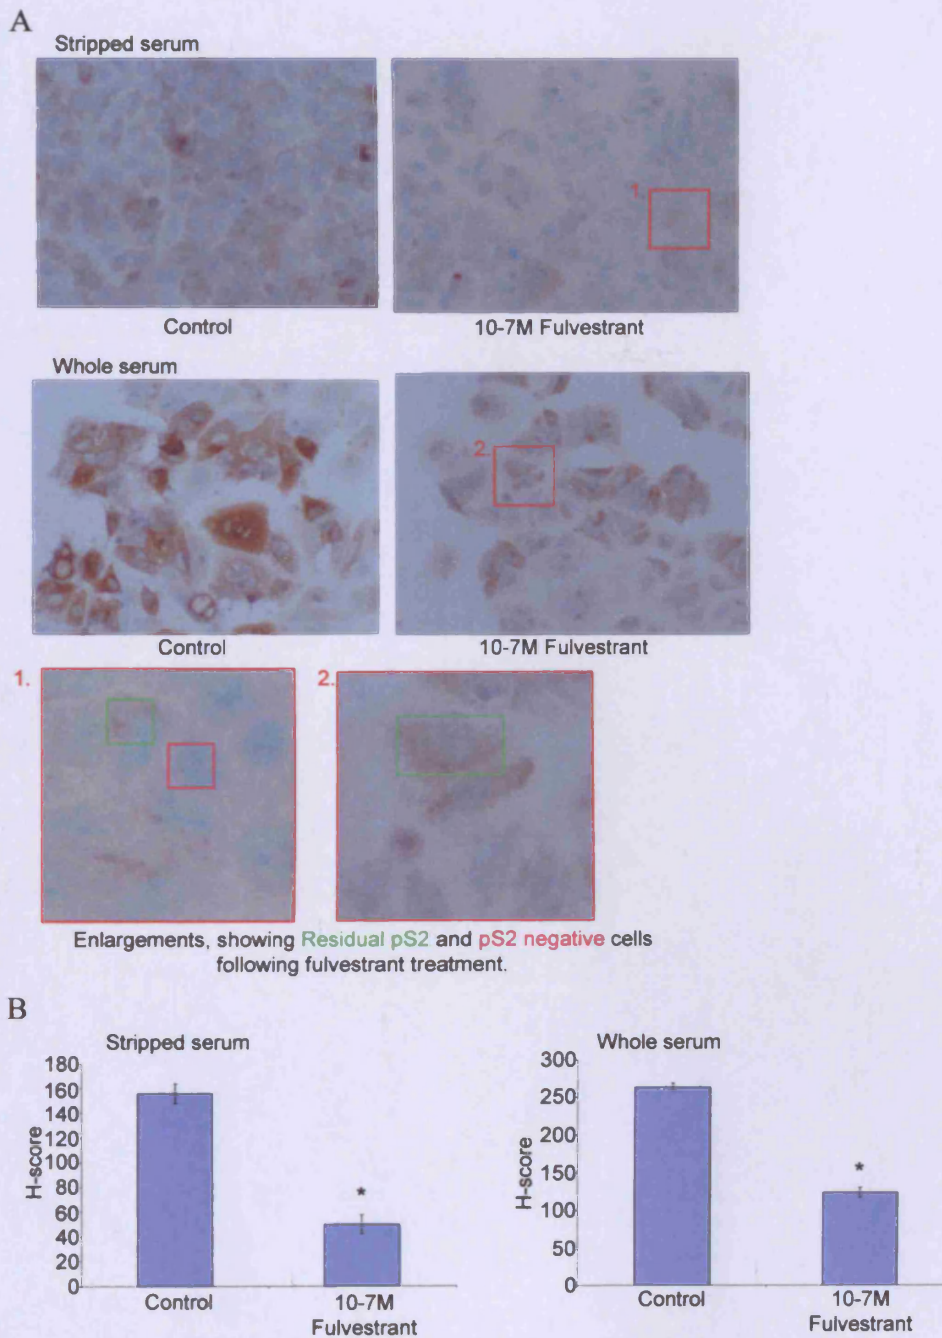 A
Stripped serum
1.
Control
10-7M Fulvestrant
Whole serum
2.
Control
10-7M Fulvestrant
1.
2.
Enlargements, showing Residual pS2 and pS2 negative cells
following fulvestrant treatment.
B
Stripped serum
180
160
140
120
100
80
60
40
20
0
H-score
*
Control
10-7M
Fulvestrant
Whole serum
300
250
200
150
100
50
0
H-score
*
Control
10-7M
Fulvestrant